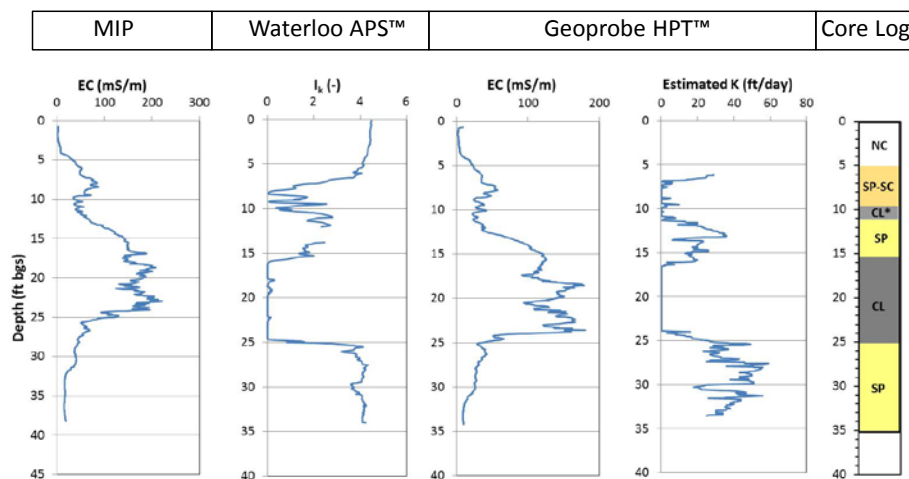 MIP Waterloo APS™ Geoprobe HPT™ Core Log
EC (mS/m) I_k (-) EC (mS/m) Estimated K (ft/day)
0 100 200 300 0 2 4 6 0 100 200 0 20 40 60 80
Depth (ft bgs)
0 0 0 0 0
5 5 5 5 5
10 10 10 10 10
15 15 15 15 15
20 20 20 20 20
25 25 25 25 25
30 30 30 30 30
35 35 35 35 35
40 40 40 40 40
45
NC
SP-SC
CL*
SP
CL
SP